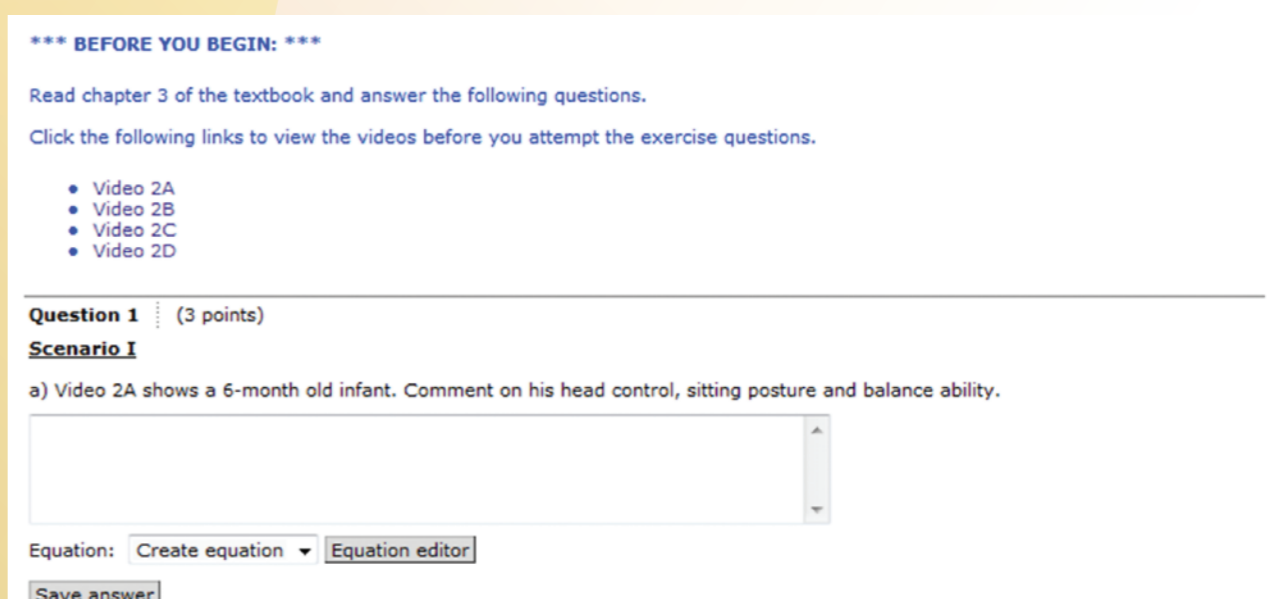 *** BEFORE YOU BEGIN: ***
Read chapter 3 of the textbook and answer the following questions.
Click the following links to view the videos before you attempt the exercise questions.
• Video 2A
• Video 2B
• Video 2C
• Video 2D
Question 1 (3 points)
Scenario I
a) Video 2A shows a 6-month old infant. Comment on his head control, sitting posture and balance ability.
Equation: Create equation Equation editor
Save answer